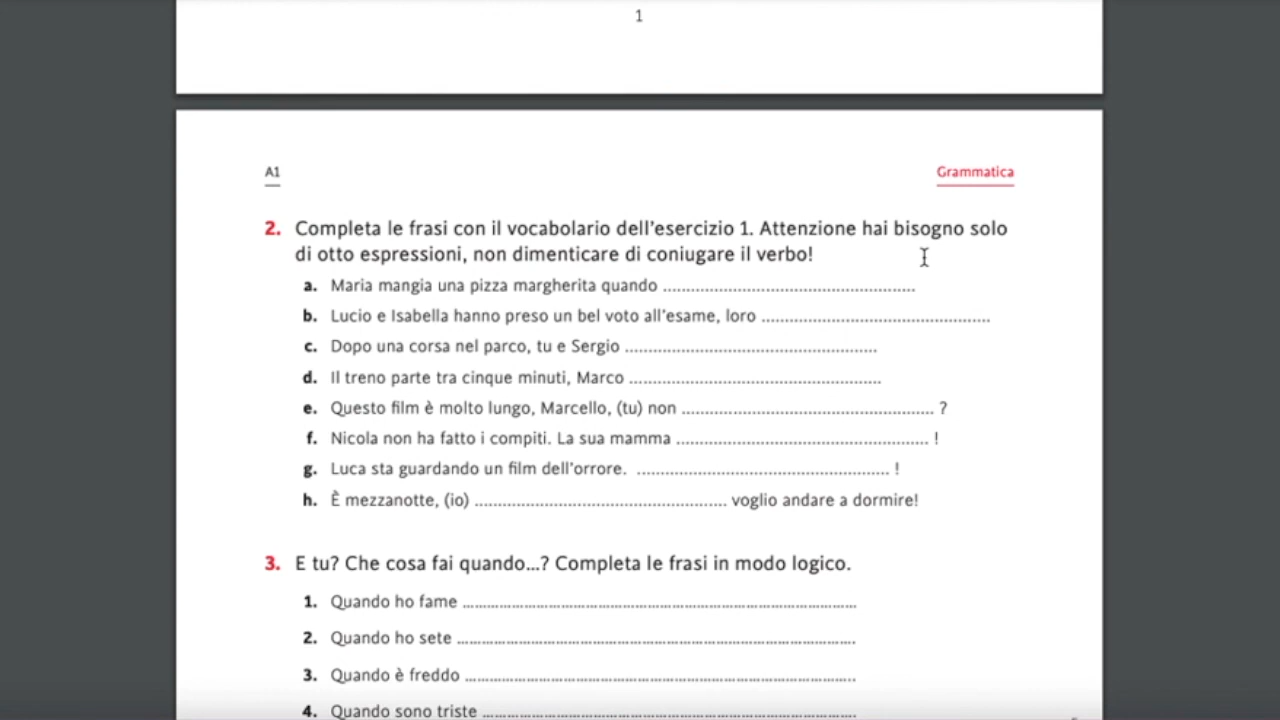 1
A1
Grammatica
2. Completa le frasi con il vocabolario dell'esercizio 1. Attenzione hai bisogno solo
di otto espressioni, non dimenticare di coniugare il verbo!
a. Maria mangia una pizza margherita quando ....................................................
b. Lucio e Isabella hanno preso un bel voto all'esame, loro ...............................................
c. Dopo una corsa nel parco, tu e Sergio ....................................................
d. Il treno parte tra cinque minuti, Marco ....................................................
e. Questo film è molto lungo, Marcello, (tu) non .................................................... ?
f. Nicola non ha fatto i compiti. La sua mamma .................................................... !
g. Luca sta guardando un film dell'orrore. .................................................... !
h. È mezzanotte, (io) .................................................... voglio andare a dormire!
3. E tu? Che cosa fai quando...? Completa le frasi in modo logico.
1. Quando ho fame ................................................................................
2. Quando ho sete ................................................................................
3. Quando è freddo ................................................................................
4. Quando sono triste ............................................................................